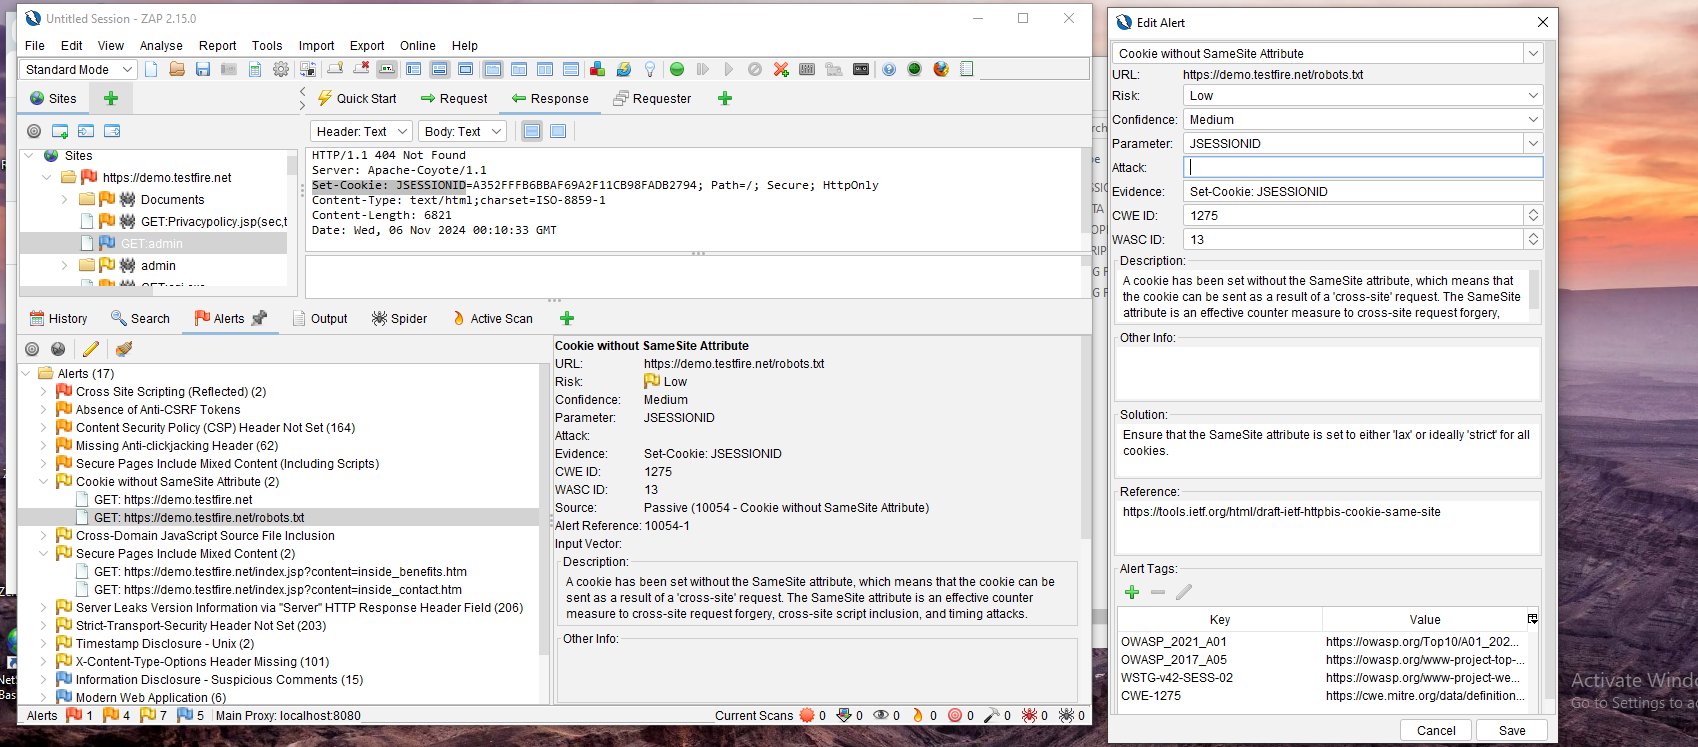 Untitled Session - ZAP 2.15.0
File Edit View Analyse Report Tools Import Export Online Help
Standard Mode
Sites
Quick Start Request Response Requester
Header: Text Body: Text
Sites
https://demo.testfire.net
Documents
GET:Privacypolicy.jsp(sec,t
GET:admin
admin
HTTP/1.1 404 Not Found
Server: Apache-Coyote/1.1
Set-Cookie: JSESSIONID=A352FFFB6BBAF69A2F11CB98FADB2794; Path=/; Secure; HttpOnly
Content-Type: text/html;charset=ISO-8859-1
Content-Length: 6821
Date: Wed, 06 Nov 2024 00:10:33 GMT
History Search Alerts Output Spider Active Scan
Alerts (17)
Cross Site Scripting (Reflected) (2)
Absence of Anti-CSRF Tokens
Content Security Policy (CSP) Header Not Set (164)
Missing Anti-clickjacking Header (62)
Secure Pages Include Mixed Content (Including Scripts)
Cookie without SameSite Attribute (2)
GET: https://demo.testfire.net
GET: https://demo.testfire.net/robots.txt
Cross-Domain JavaScript Source File Inclusion
Secure Pages Include Mixed Content (2)
GET: https://demo.testfire.net/index.jsp?content=inside_benefits.htm
GET: https://demo.testfire.net/index.jsp?content=inside_contact.htm
Server Leaks Version Information via "Server" HTTP Response Header Field (206)
Strict-Transport-Security Header Not Set (203)
Timestamp Disclosure - Unix (2)
X-Content-Type-Options Header Missing (101)
Information Disclosure - Suspicious Comments (15)
Modern Web Application (6)
Cookie without SameSite Attribute
URL: https://demo.testfire.net/robots.txt
Risk: Low
Confidence: Medium
Parameter: JSESSIONID
Attack:
Evidence: Set-Cookie: JSESSIONID
CWE ID: 1275
WASC ID: 13
Source: Passive (10054 - Cookie without SameSite Attribute)
Alert Reference: 10054-1
Input Vector:
Description:
A cookie has been set without the SameSite attribute, which means that the cookie can be
sent as a result of a 'cross-site' request. The SameSite attribute is an effective counter
measure to cross-site request forgery, cross-site script inclusion, and timing attacks.
Other Info:
Alerts 1 4 7 5 Main Proxy: localhost:8080
Current Scans 0 0 0 0 0 0 0 0
Edit Alert
Cookie without SameSite Attribute
URL: https://demo.testfire.net/robots.txt
Risk: Low
Confidence: Medium
Parameter: JSESSIONID
Attack:
Evidence: Set-Cookie: JSESSIONID
CWE ID: 1275
WASC ID: 13
Description:
A cookie has been set without the SameSite attribute, which means that
the cookie can be sent as a result of a 'cross-site' request. The SameSite
attribute is an effective counter measure to cross-site request forgery,
Other Info:
Solution:
Ensure that the SameSite attribute is set to either 'lax' or ideally 'strict' for all
cookies.
Reference:
https://tools.ietf.org/html/draft-ietf-httpbis-cookie-same-site
Alert Tags:
Key Value
OWASP_2021_A01 https://owasp.org/Top10/A01_202...
OWASP_2017_A05 https://owasp.org/www-project-top-...
WSTG-v42-SESS-02 https://owasp.org/www-project-we...
CWE-1275 https://cwe.mitre.org/data/definition...
Cancel Save
Activate Windo
Go to Settings to a